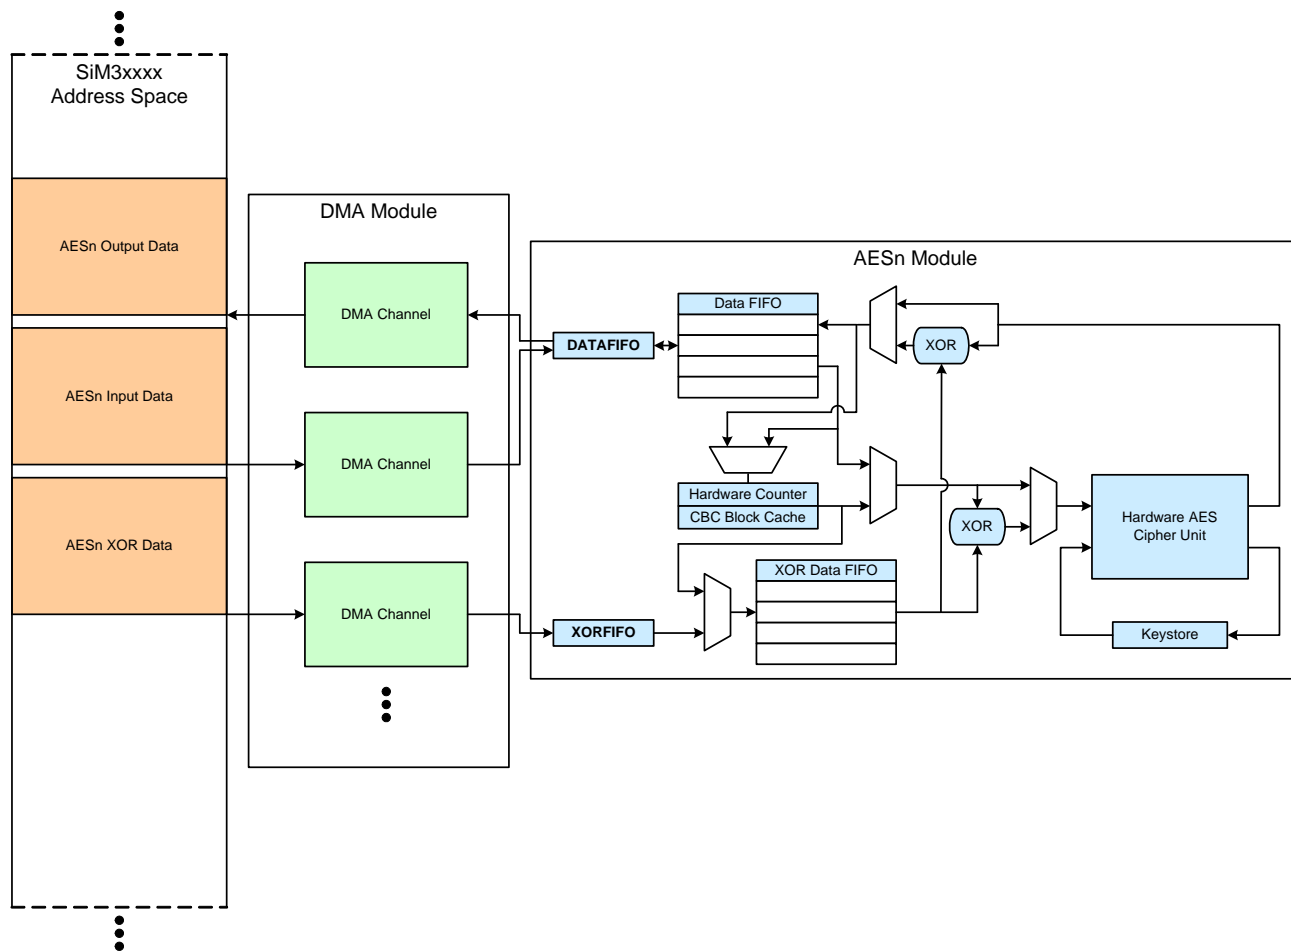 SiM3xxxx
Address Space
AESn Output Data
AESn Input Data
AESn XOR Data
DMA Module
DMA Channel
DMA Channel
DMA Channel
AESn Module
DATAFIFO
Data FIFO
XOR
Hardware Counter
CBC Block Cache
XOR
Hardware AES
Cipher Unit
XOR Data FIFO
XORFIFO
Keystore